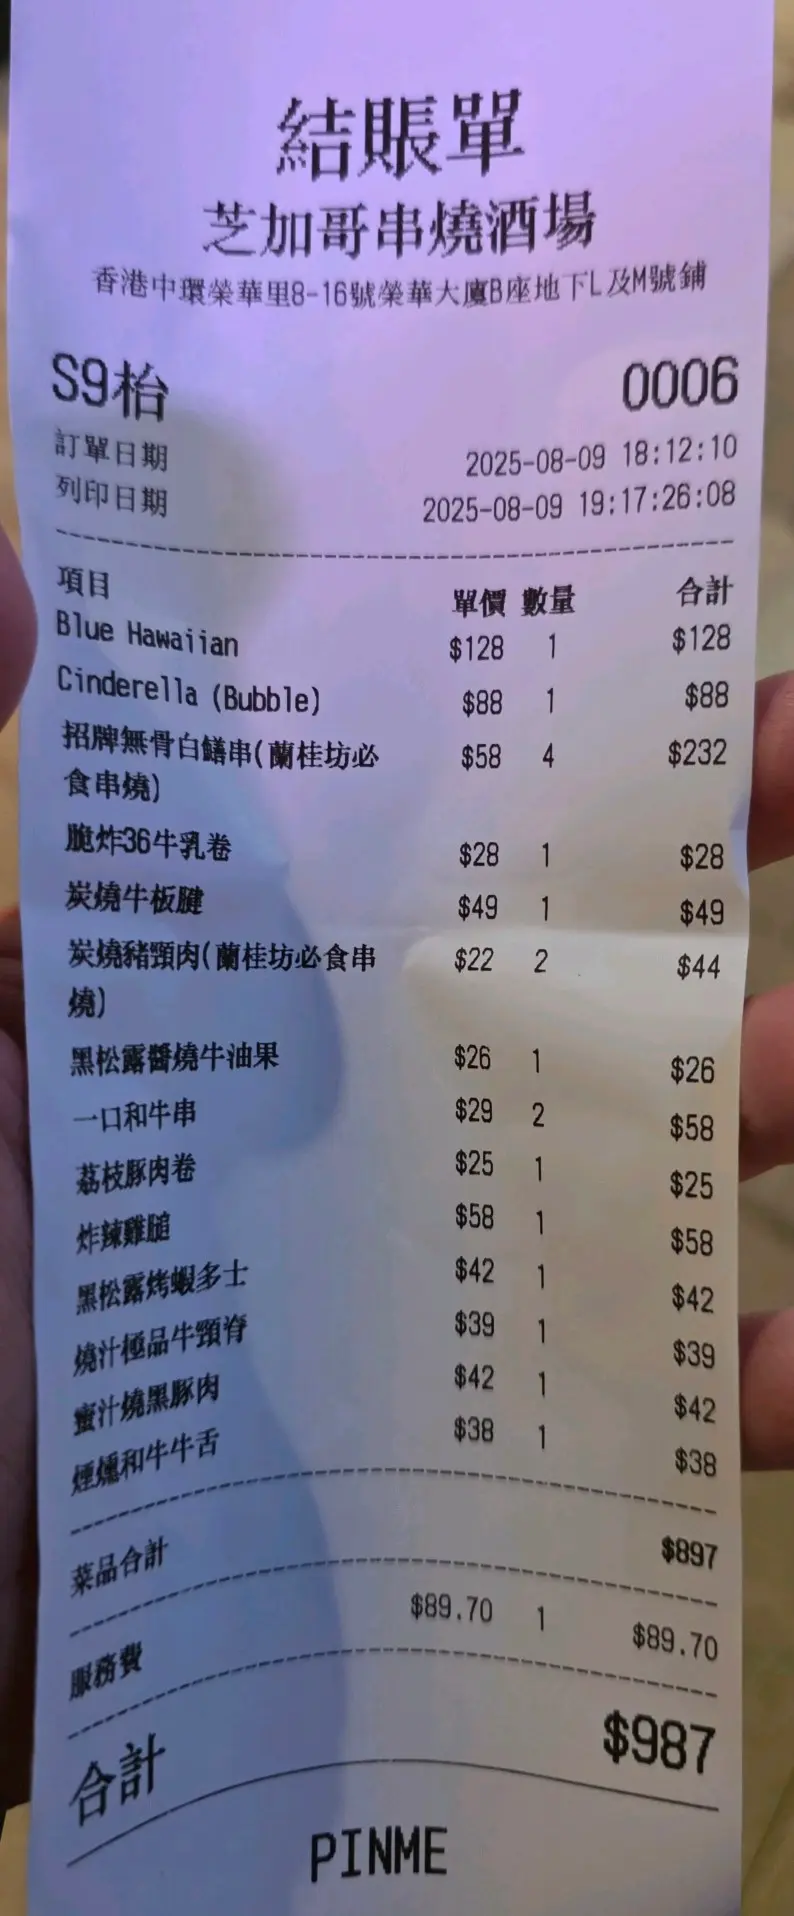 結賬單
芝加哥串燒酒場
香港中環榮華里8-16號榮華大廈B座地下L及M號鋪
S9枱 0006
訂單日期 2025-08-09 18:12:10
列印日期 2025-08-09 19:17:26:08
項目 單價 數量 合計
Blue Hawaiian $128 1 $128
Cinderella (Bubble) $88 1 $88
招牌無骨白鱔串(蘭桂坊必 $58 4 $232
食串燒)
脆炸36牛乳卷 $28 1 $28
炭燒牛板腱 $49 1 $49
炭燒豬頸肉(蘭桂坊必食串 $22 2 $44
燒)
黑松露醬燒牛油果 $26 1 $26
一口和牛串 $29 2 $58
荔枝豚肉卷 $25 1 $25
炸辣雞髓 $58 1 $58
黑松露烤蝦多士 $42 1 $42
燒汁極品牛頸脊 $39 1 $39
蜜汁燒黑豚肉 $42 1 $42
煙燻和牛牛舌 $38 1 $38
菜品合計 $897
服務費 $89.70 1 $89.70
合計 $987
PINME